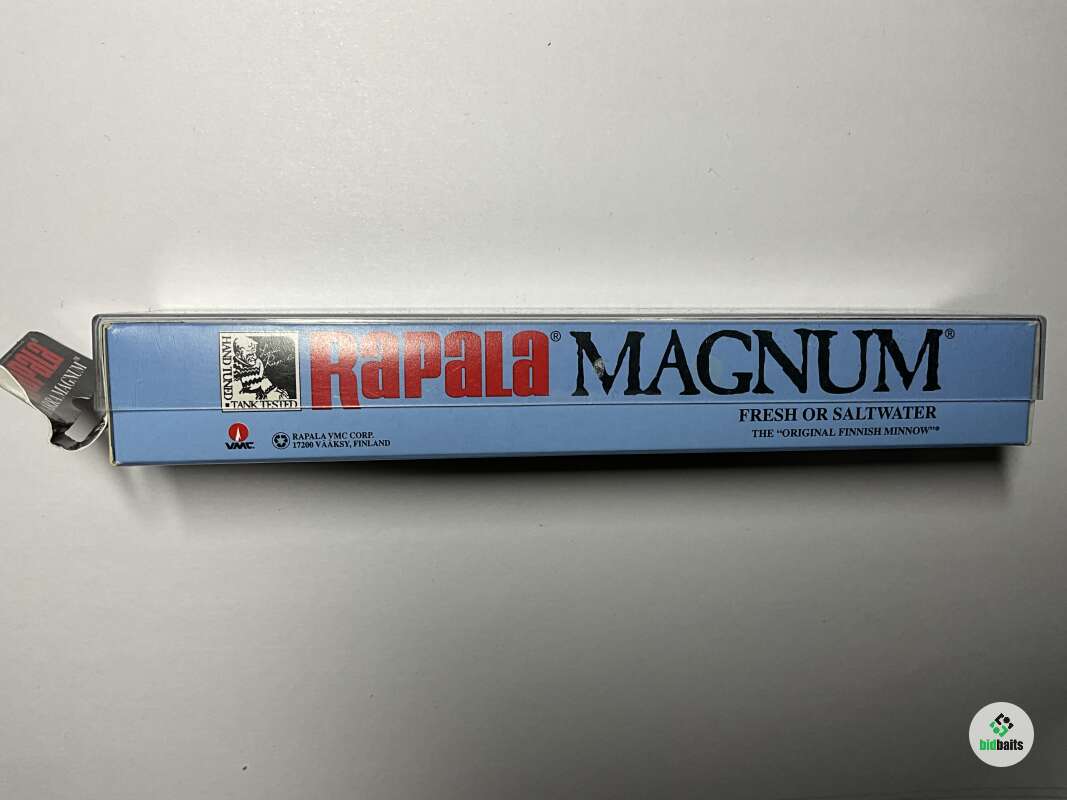 HAND TUNED
• TANK TESTED
RAPALA® MAGNUM®
FRESH OR SALTWATER
THE "ORIGINAL FINNISH MINNOW"®
VMC
RAPALA VMC CORP.
17200 VÄÄKSY, FINLAND
MAGNUM
bidbaits